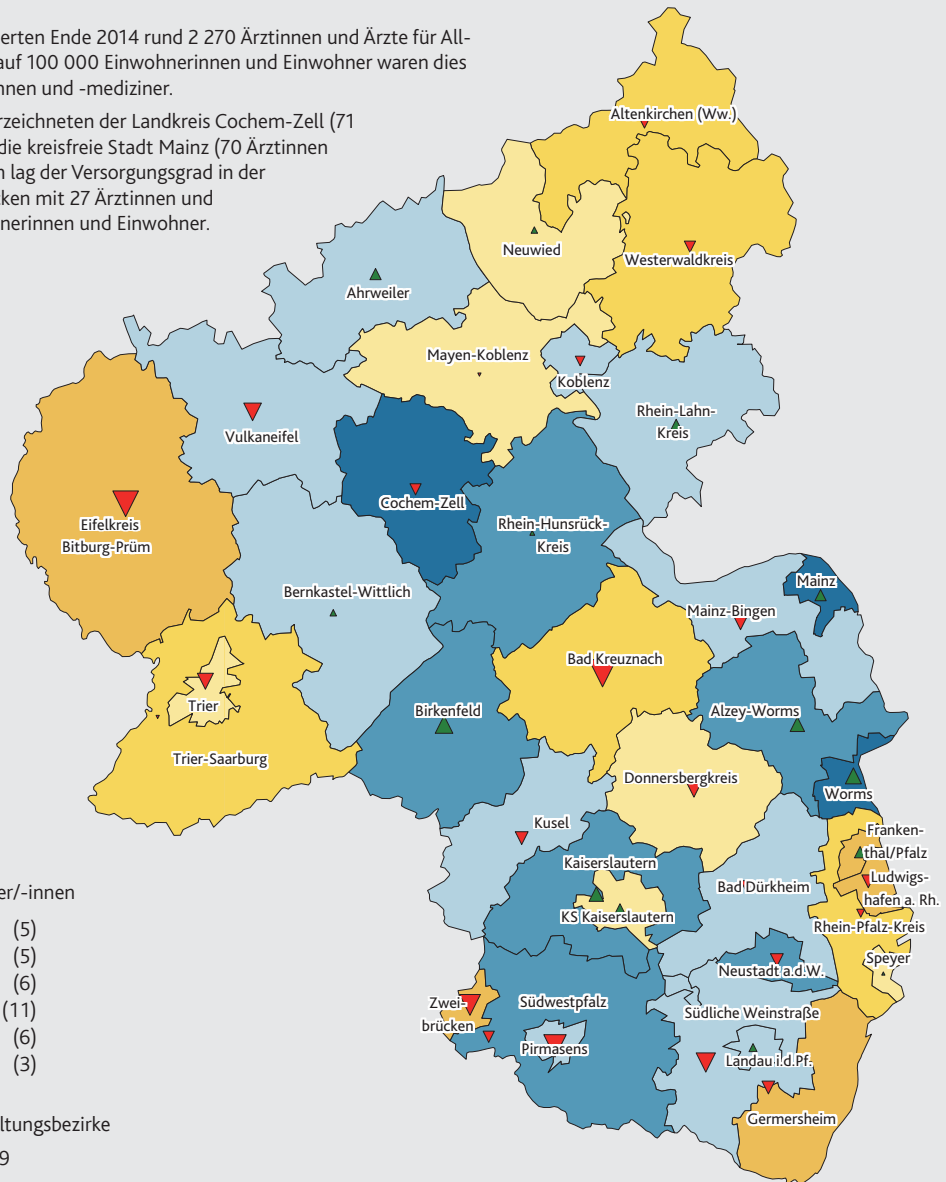 erten Ende 2014 rund 2 270 Ärztinnen und Ärzte für All-
auf 100 000 Einwohnerinnen und Einwohner waren dies
nnen und -mediziner.
rzeichneten der Landkreis Cochem-Zell (71
die kreisfreie Stadt Mainz (70 Ärztinnen
n lag der Versorgungsgrad in der
cken mit 27 Ärztinnen und
nerinnen und Einwohner.
Altenkirchen (Ww.)
Neuwied
Westerwaldkreis
Ahrweiler
Mayen-Koblenz
Koblenz
Rhein-Lahn-
Kreis
Vulkaneifel
Cochem-Zell
Eifelkreis
Bitburg-Prüm
Rhein-Hunsrück-
Kreis
Bernkastel-Wittlich
Mainz
Mainz-Bingen
Bad Kreuznach
Trier
Birkenfeld
Alzey-Worms
Trier-Saarburg
Donnersbergkreis
Worms
Kusel
Franken-
thal/Pfalz
Kaiserslautern
Ludwigs-
hafen a. Rh.
Bad Dürkheim
KS Kaiserslautern
Rhein-Pfalz-Kreis
Speyer
Neustadt a.d.W.
Zwei-
brücken
Südwestpfalz
Südliche Weinstraße
Pirmasens
Landau i.d.Pf.
Germersheim
er/-innen
(5)
(5)
(6)
(11)
(6)
(3)
ltungsbezirke
9